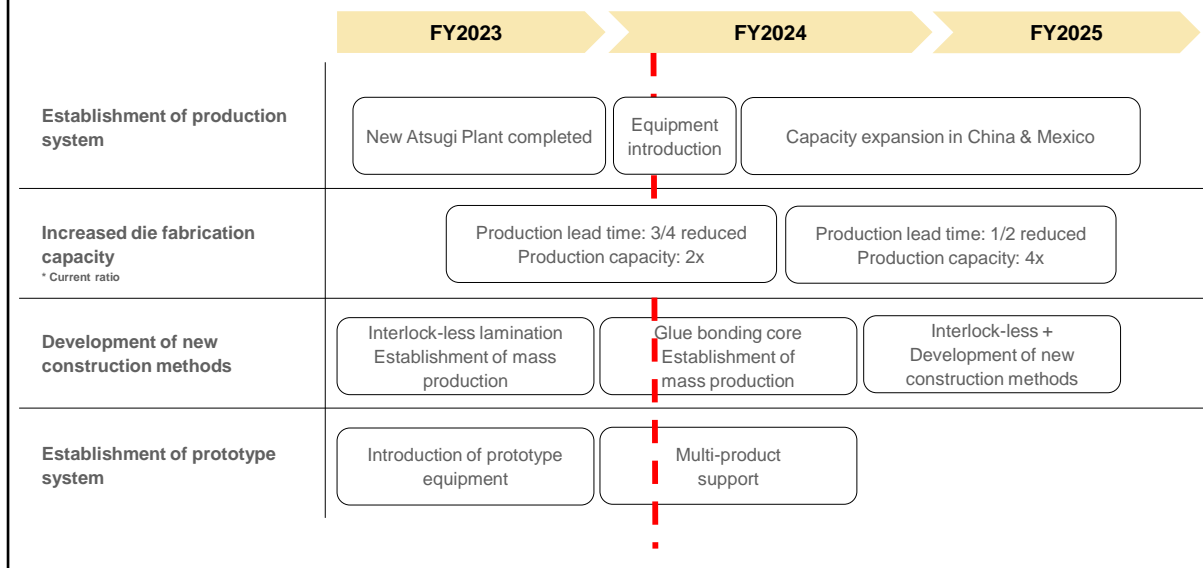 FY2023
FY2024
FY2025
Establishment of production
system
New Atsugi Plant completed
Equipment
introduction
Capacity expansion in China & Mexico
Increased die fabrication
capacity
* Current ratio
Production lead time: 3/4 reduced
Production capacity: 2x
Production lead time: 1/2 reduced
Production capacity: 4x
Development of new
construction methods
Interlock-less lamination
Establishment of mass
production
Glue bonding core
Establishment of
mass production
Interlock-less +
Development of new
construction methods
Establishment of prototype
system
Introduction of prototype
equipment
Multi-product
support